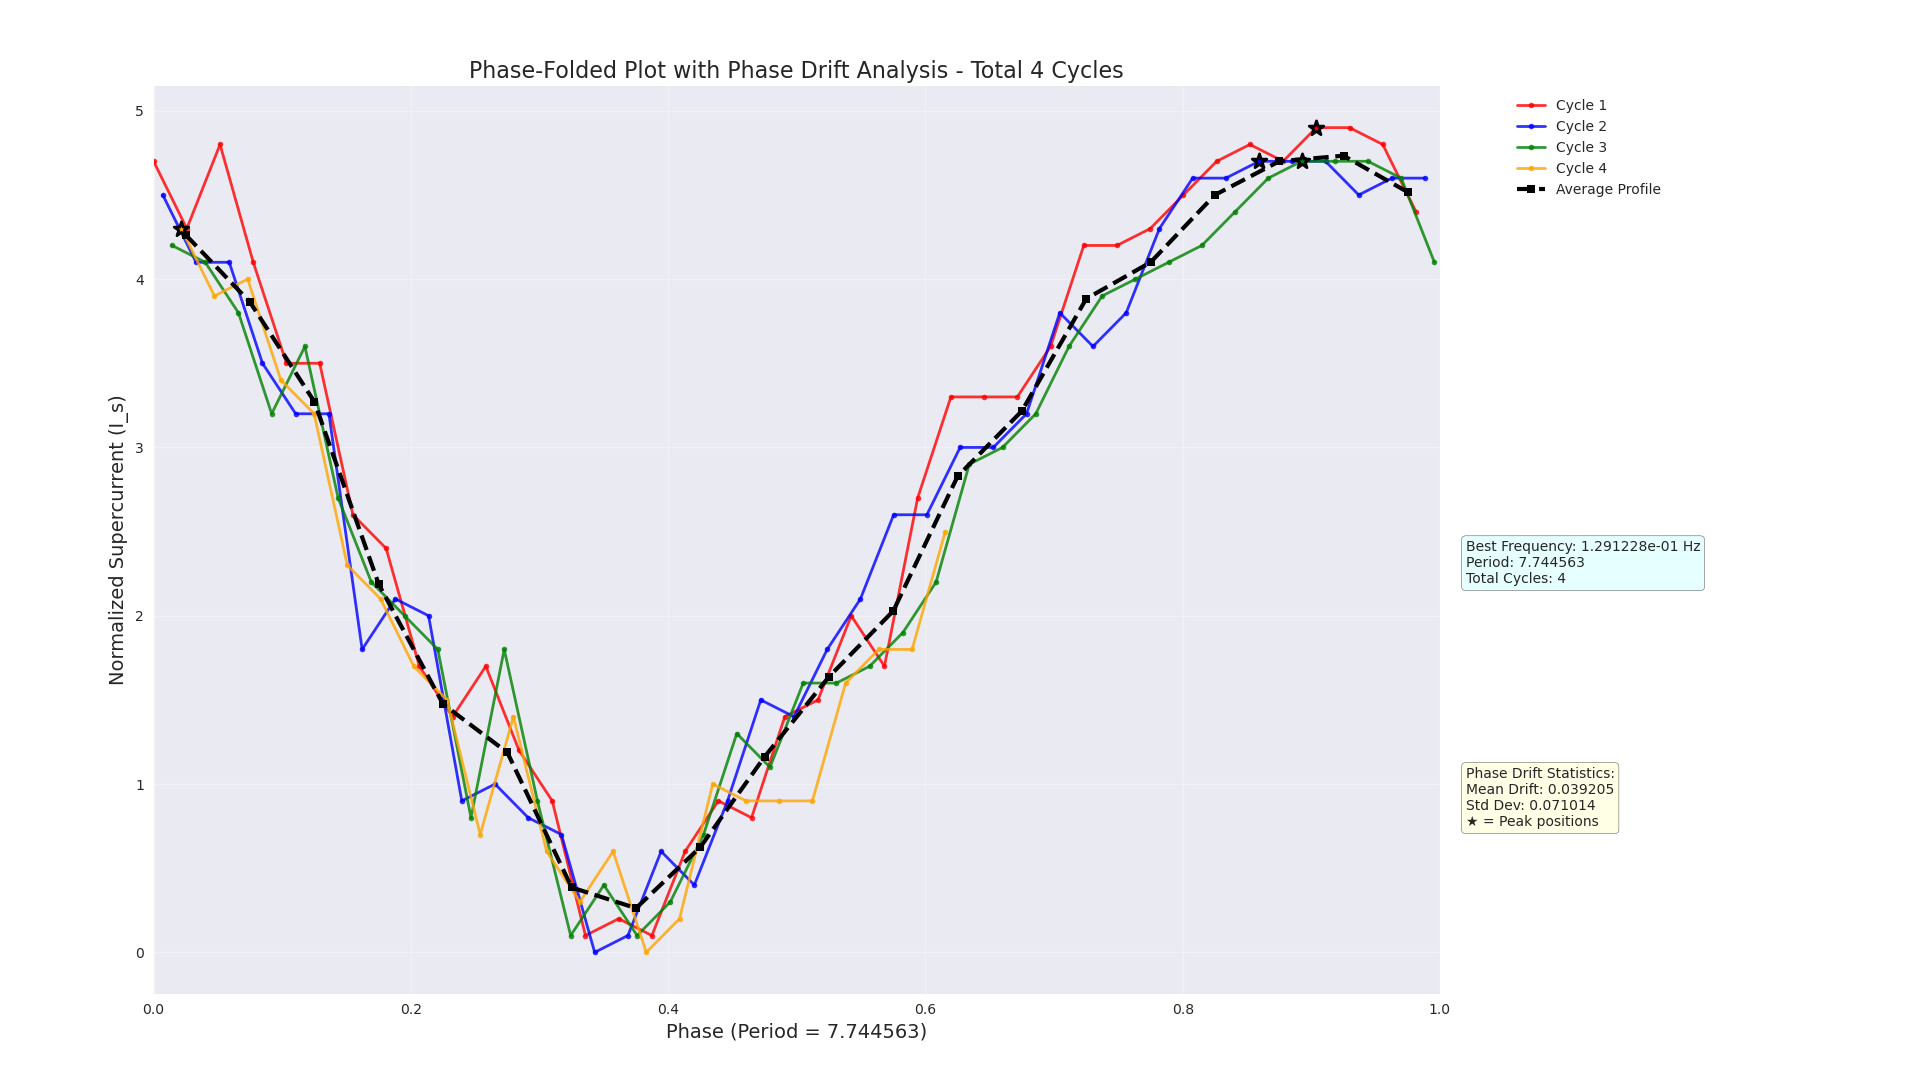 Phase-Folded Plot with Phase Drift Analysis - Total 4 Cycles
Normalized Supercurrent (I_s)
5
4
3
2
1
0
0.0
0.2
0.4
0.6
0.8
1.0
Phase (Period = 7.744563)
Cycle 1
Cycle 2
Cycle 3
Cycle 4
Average Profile
Best Frequency: 1.291228e-01 Hz
Period: 7.744563
Total Cycles: 4
Phase Drift Statistics:
Mean Drift: 0.039205
Std Dev: 0.071014
★ = Peak positions